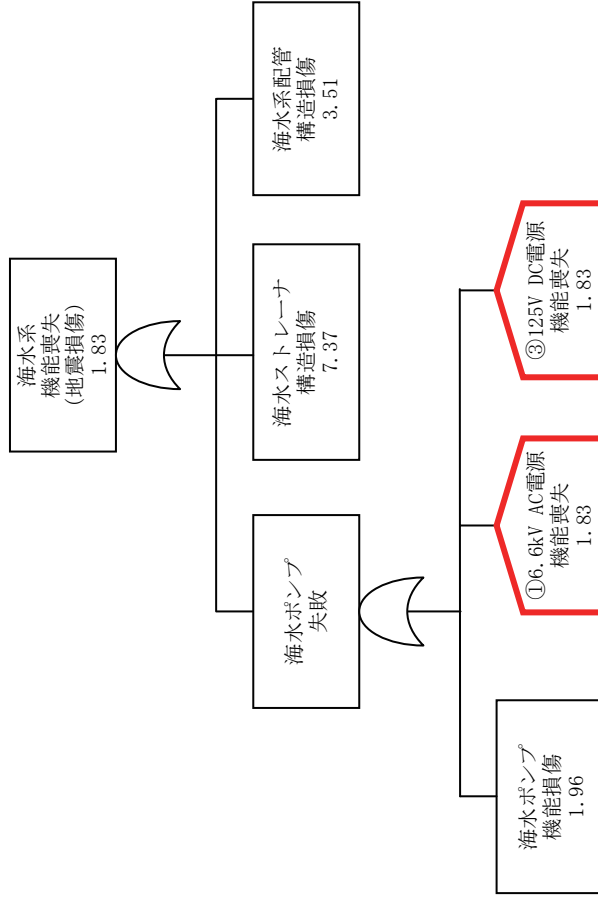 海水系
機能喪失
(地震損傷)
1.83
海水ポンプ
失敗
海水ストレーナ
構造損傷
7.37
海水系配管
構造損傷
3.51
海水ポンプ
機能損傷
1.96
①6.6kV AC電源
機能喪失
1.83
③125V DC電源
機能喪失
1.83